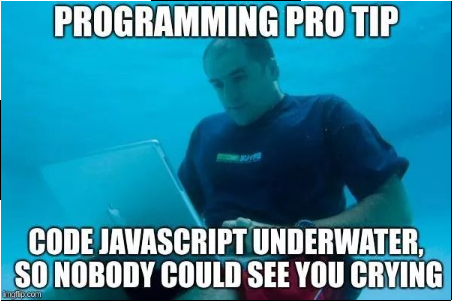 PROGRAMMING PRO TIP
CODE JAVASCRIPT UNDERWATER,
SO NOBODY COULD SEE YOU CRYING
imgflip.com